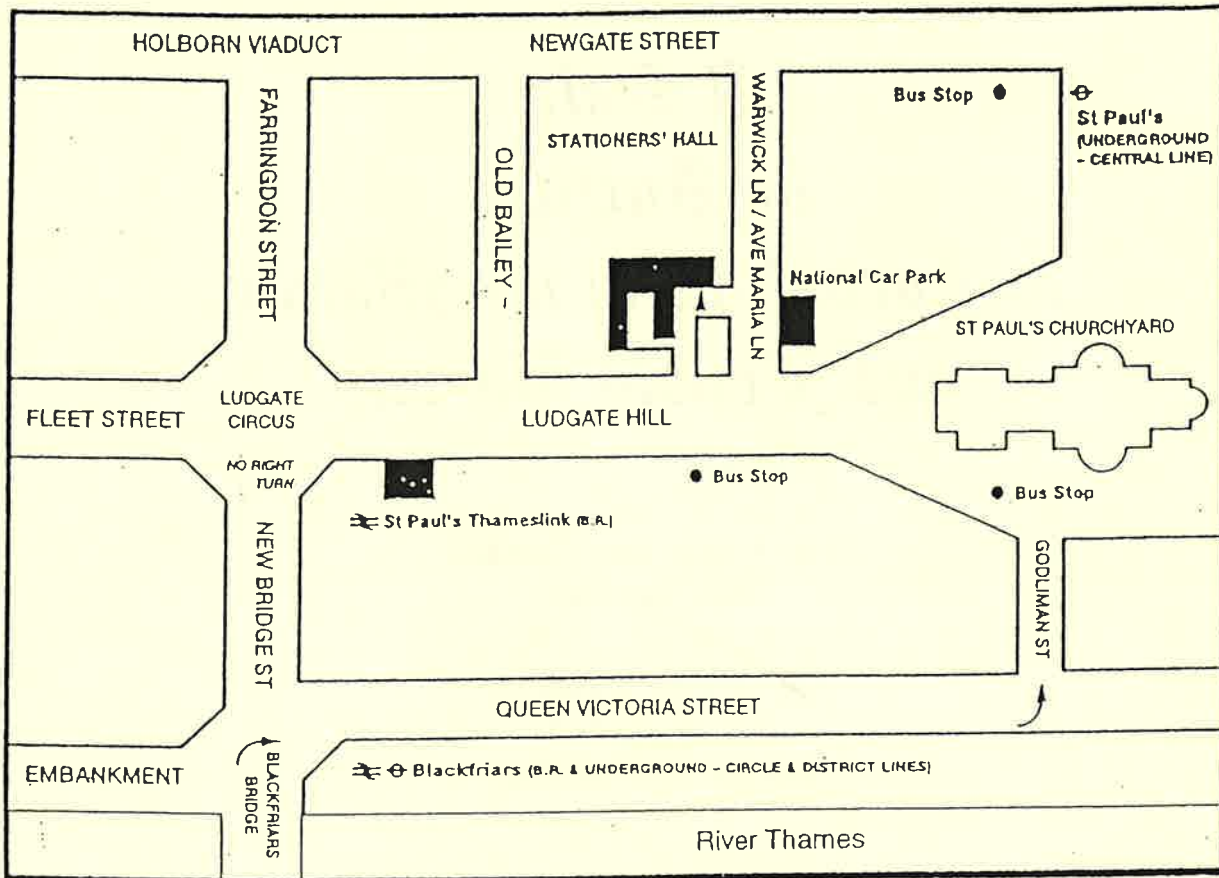 HOLBORN VIADUCT
NEWGATE STREET
FARRINGDON STREET
OLD BAILEY
STATIONERS' HALL
WARWICK LN / AVE MARIA LN
Bus Stop
St Paul's
(UNDERGROUND
- CENTRAL LINE)
National Car Park
ST PAUL'S CHURCHYARD
FLEET STREET
LUDGATE
CIRCUS
LUDGATE HILL
NO RIGHT
TURN
Bus Stop
Bus Stop
St Paul's Thameslink (B.R.)
NEW BRIDGE ST
GODLIMAN ST
QUEEN VICTORIA STREET
EMBANKMENT
BLACKFRIARS
BRIDGE
Blackfriars (B.R. & UNDERGROUND - CIRCLE & DISTRICT LINES)
River Thames